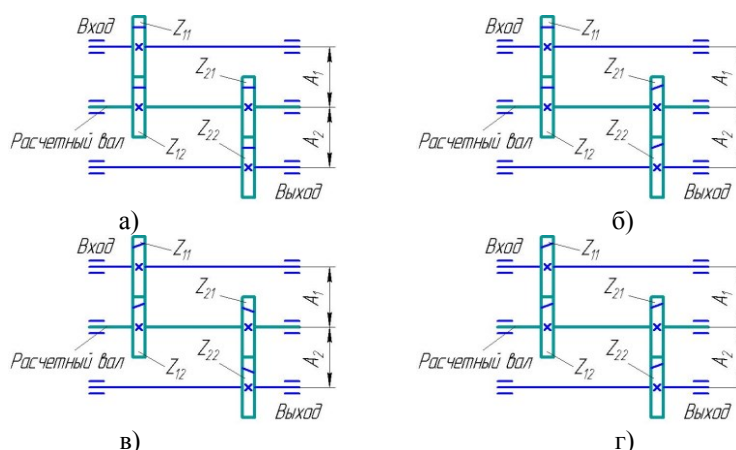 Вход
Z11
Z21
A1
Расчетный вал
Z12
Z22
A2
Выход
а)
Вход
Z11
Z21
A1
Расчетный вал
Z12
Z22
A2
Выход
б)
Вход
Z11
Z21
A1
Расчетный вал
Z12
Z22
A2
Выход
в)
Вход
Z11
Z21
A1
Расчетный вал
Z12
Z22
A2
Выход
г)